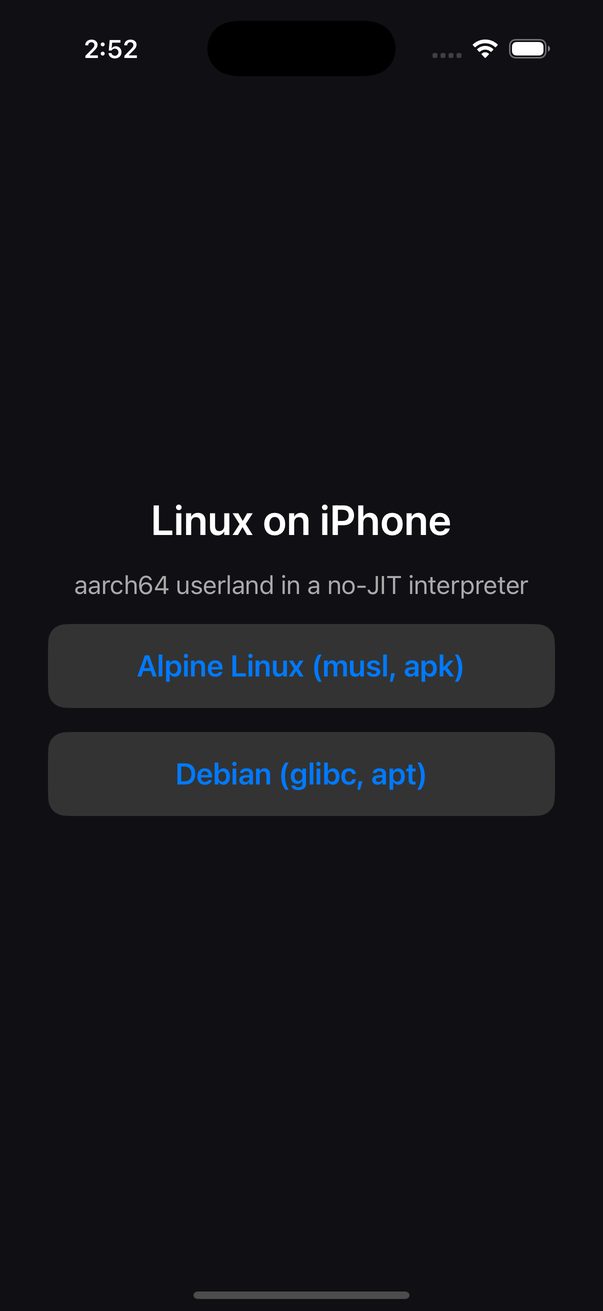 2:52
Linux on iPhone
aarch64 userland in a no-JIT interpreter
Alpine Linux (musl, apk)
Debian (glibc, apt)